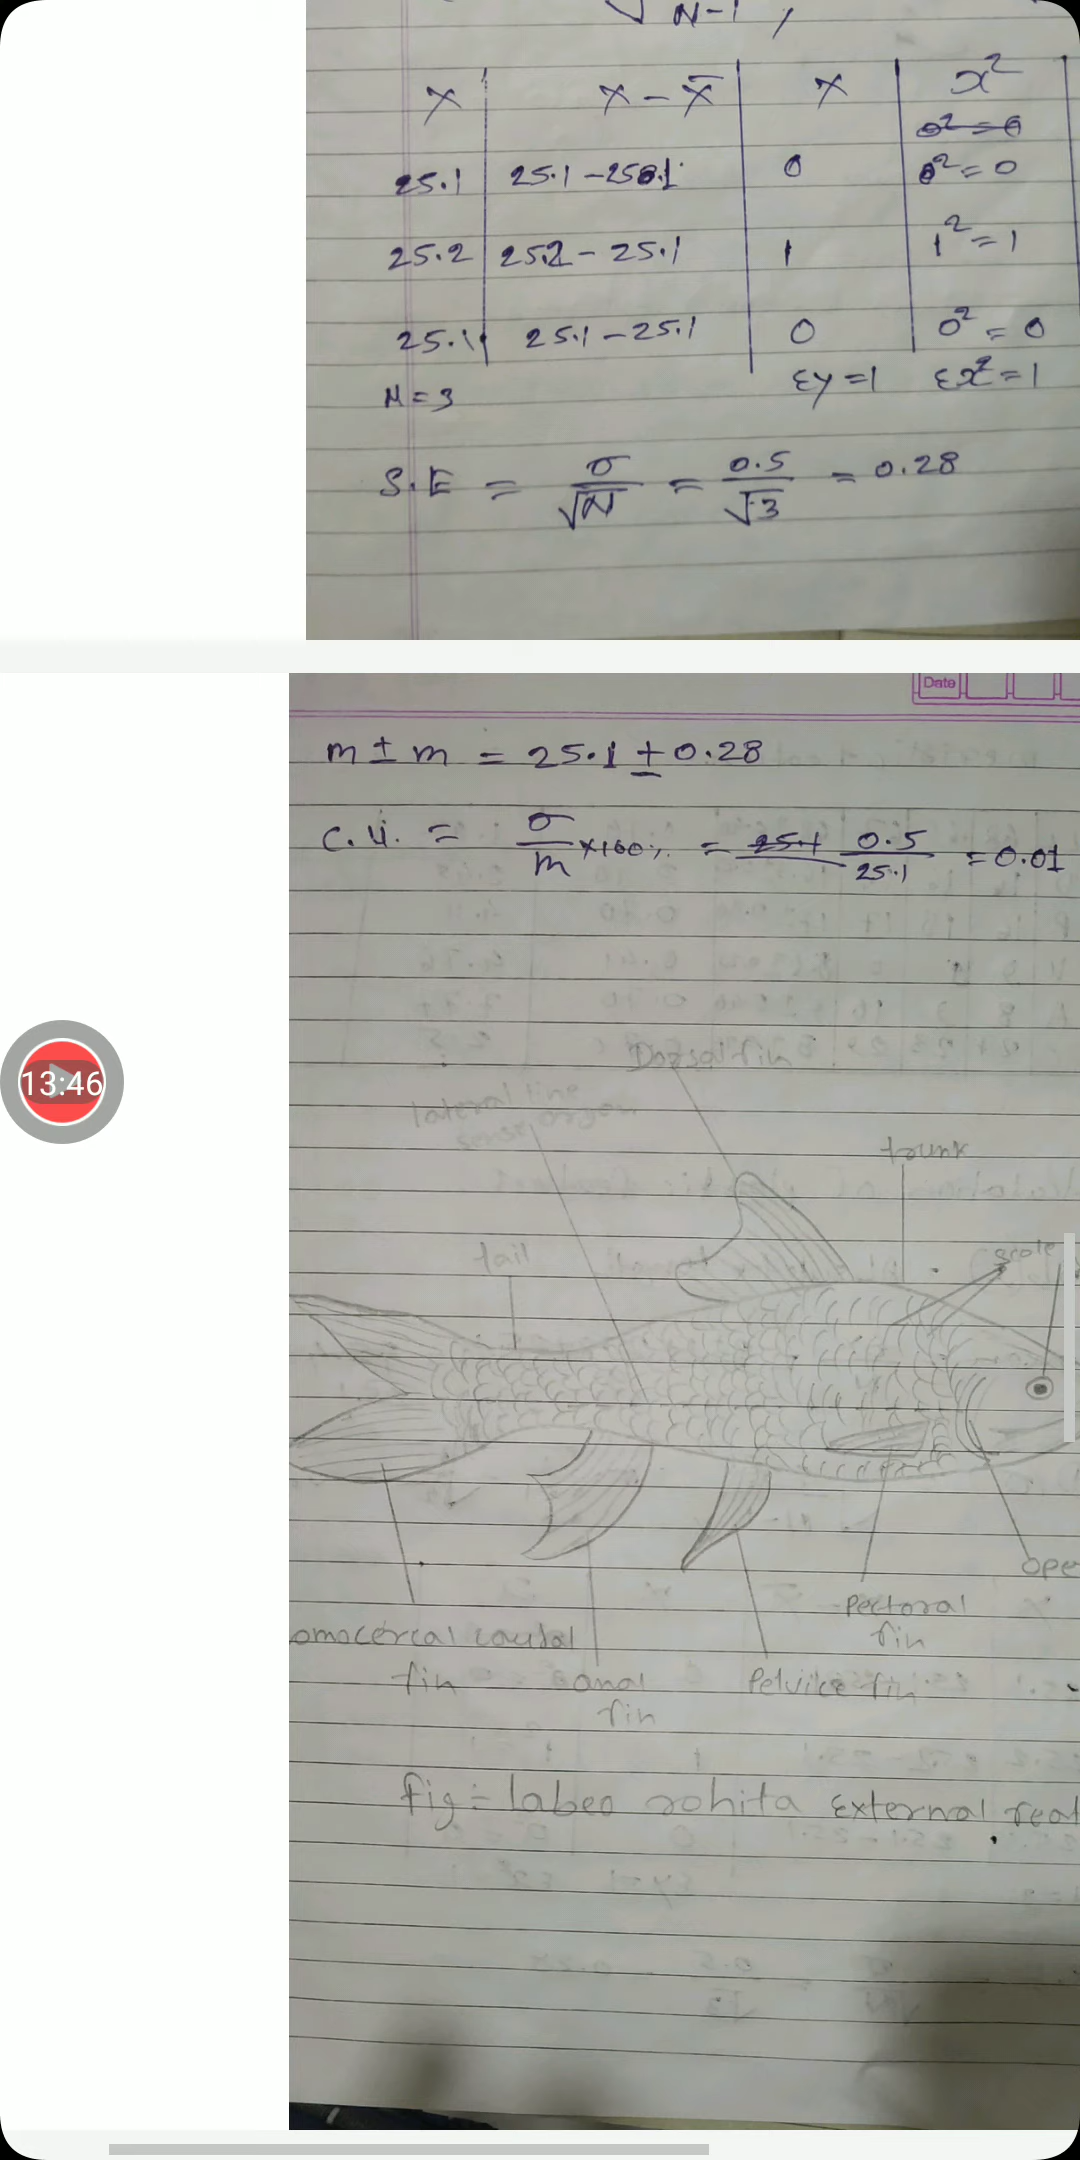 √N-1 ,
x | x - x̄ | x | x²
0² = 0
25.1 | 25.1 - 25.1 | 0 | 0² = 0
25.2 | 25.2 - 25.1 | 1 | 1² = 1
25.1 | 25.1 - 25.1 | 0 | 0² = 0
N = 3 Σy = 1 Σx² = 1
S.E = σ/√N = 0.5/√3 = 0.28
Date
m ± m = 25.1 ± 0.28
C.V. = σ/m ×100% = 25.1 0.5/25.1 = 0.01
13:46
Dorsal fin
lateral line
sense organ
trunk
tail
scale
ope
Pectoral
fin
omocercal caudal
fin
anal
fin
Pelvice fin
fig:- labeo rohita External feat